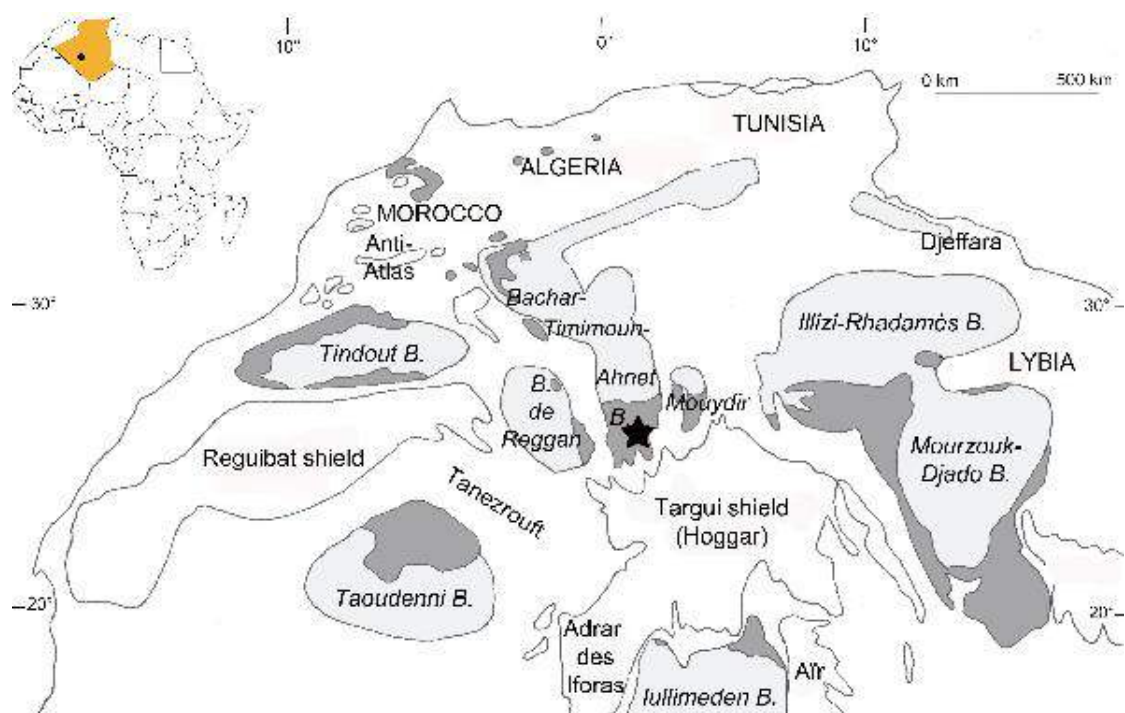 10°
0°
10°
0 km 500 km
TUNISIA
ALGERIA
MOROCCO
Anti-
Atlas
Djeffara
30°
30°
Bachar-
Timimouh-
Ahnet
B.
Illizi-Rhadamès B.
LYBIA
Tindouf B.
B.
de
Reggan
Mouydir
Mourzouk-
Djado B.
Reguibat shield
Tanezrouft
Targui shield
(Hoggar)
Taoudenni B.
20°
20°
Adrar
des
Iforas
Aïr
Iullimeden B.